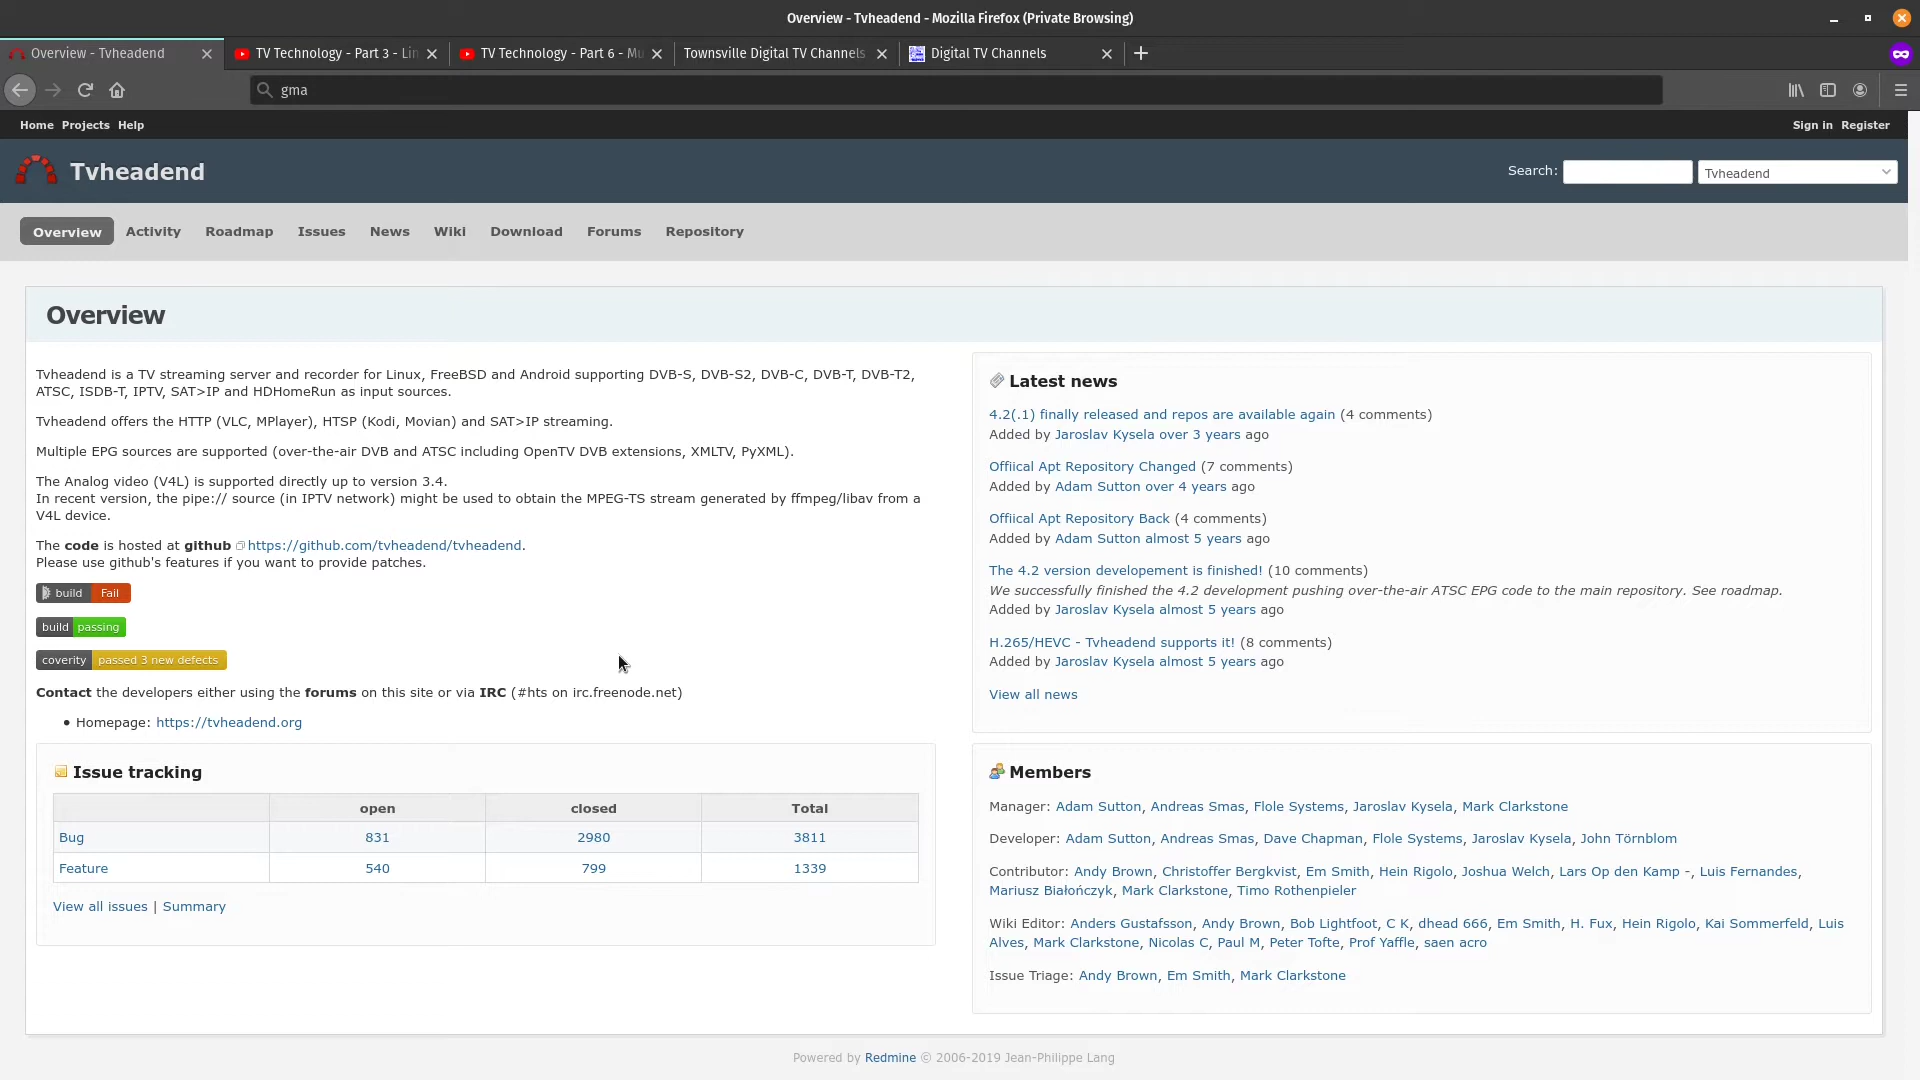 Overview - Tvheadend - Mozilla Firefox (Private Browsing)
Overview - Tvheadend
TV Technology - Part 3 - Lin
TV Technology - Part 6 - Mu
Townsville Digital TV Channels
Digital TV Channels
gma
Home Projects Help
Sign in Register
Tvheadend
Search:
Tvheadend
Overview Activity Roadmap Issues News Wiki Download Forums Repository
Overview
Tvheadend is a TV streaming server and recorder for Linux, FreeBSD and Android supporting DVB-S, DVB-S2, DVB-C, DVB-T, DVB-T2,
ATSC, ISDB-T, IPTV, SAT>IP and HDHomeRun as input sources.
Tvheadend offers the HTTP (VLC, MPlayer), HTSP (Kodi, Movian) and SAT>IP streaming.
Multiple EPG sources are supported (over-the-air DVB and ATSC including OpenTV DVB extensions, XMLTV, PyXML).
The Analog video (V4L) is supported directly up to version 3.4.
In recent version, the pipe:// source (in IPTV network) might be used to obtain the MPEG-TS stream generated by ffmpeg/libav from a
V4L device.
The code is hosted at github https://github.com/tvheadend/tvheadend.
Please use github's features if you want to provide patches.
build Fail
build passing
coverity passed 3 new defects
Contact the developers either using the forums on this site or via IRC (#hts on irc.freenode.net)
• Homepage: https://tvheadend.org
Issue tracking
open closed Total
Bug 831 2980 3811
Feature 540 799 1339
View all issues | Summary
Latest news
4.2(.1) finally released and repos are available again (4 comments)
Added by Jaroslav Kysela over 3 years ago
Offiical Apt Repository Changed (7 comments)
Added by Adam Sutton over 4 years ago
Offiical Apt Repository Back (4 comments)
Added by Adam Sutton almost 5 years ago
The 4.2 version developement is finished! (10 comments)
We successfully finished the 4.2 development pushing over-the-air ATSC EPG code to the main repository. See roadmap.
Added by Jaroslav Kysela almost 5 years ago
H.265/HEVC - Tvheadend supports it! (8 comments)
Added by Jaroslav Kysela almost 5 years ago
View all news
Members
Manager: Adam Sutton, Andreas Smas, Flole Systems, Jaroslav Kysela, Mark Clarkstone
Developer: Adam Sutton, Andreas Smas, Dave Chapman, Flole Systems, Jaroslav Kysela, John Törnblom
Contributor: Andy Brown, Christoffer Bergkvist, Em Smith, Hein Rigolo, Joshua Welch, Lars Op den Kamp -, Luis Fernandes,
Mariusz Białończyk, Mark Clarkstone, Timo Rothenpieler
Wiki Editor: Anders Gustafsson, Andy Brown, Bob Lightfoot, C K, dhead 666, Em Smith, H. Fux, Hein Rigolo, Kai Sommerfeld, Luis
Alves, Mark Clarkstone, Nicolas C, Paul M, Peter Tofte, Prof Yaffle, saen acro
Issue Triage: Andy Brown, Em Smith, Mark Clarkstone
Powered by Redmine © 2006-2019 Jean-Philippe Lang